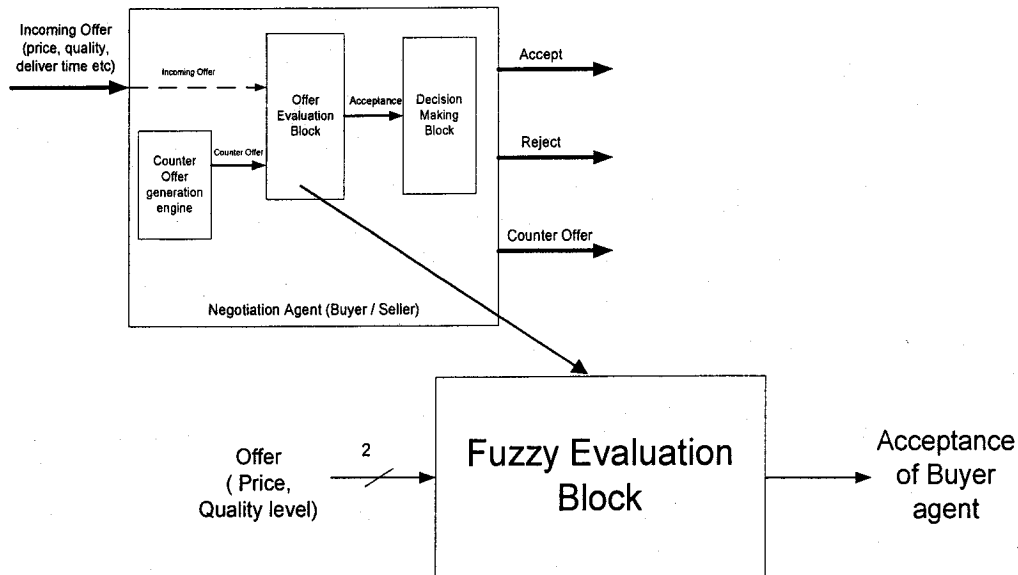 Incoming Offer
(price, quality,
deliver time etc)
Incoming Offer
Offer
Evaluation
Block
Acceptance
Decision
Making
Block
Counter
Offer
generation
engine
Counter Offer
Accept
Reject
Counter Offer
Negotiation Agent (Buyer / Seller)
Offer
( Price,
Quality level)
2
Fuzzy Evaluation
Block
Acceptance
of Buyer
agent